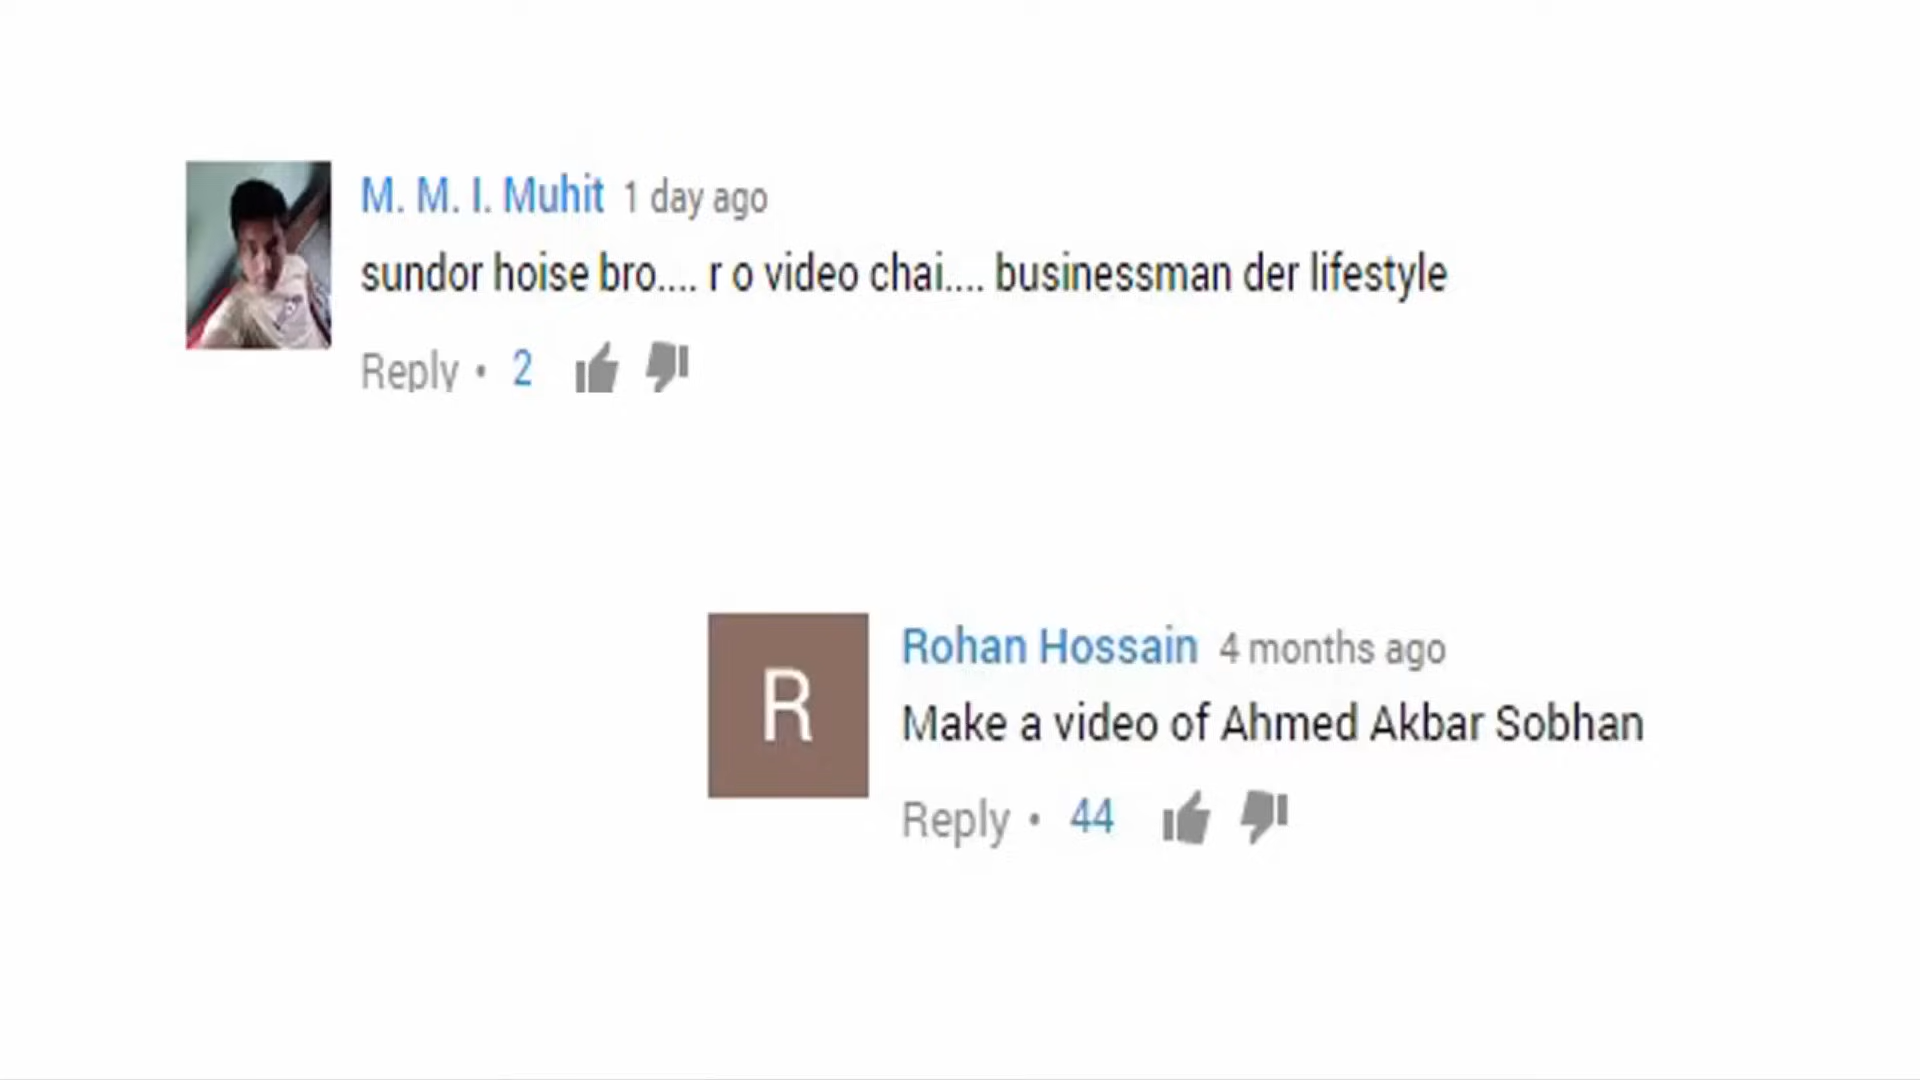 M. M. I. Muhit 1 day ago
sundor hoise bro.... r o video chai.... businessman der lifestyle
Reply • 2
R
Rohan Hossain 4 months ago
Make a video of Ahmed Akbar Sobhan
Reply • 44